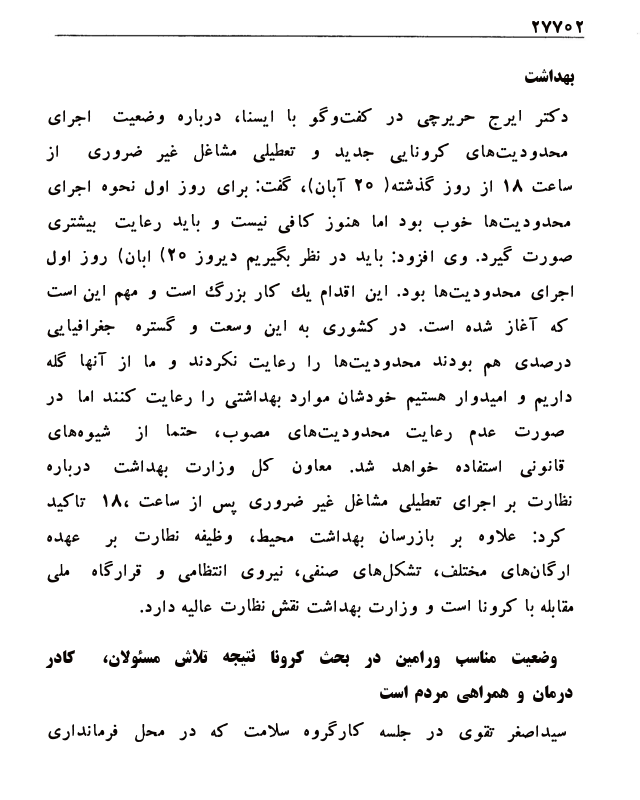 ۲۷۷۰۲
بهداشت
دکتر ایرج حریرچی در گفت‌وگو با ایسنا، درباره وضعیت اجرای
محدودیت‌های کرونایی جدید و تعطیلی مشاغل غیر ضروری از
ساعت ۱۸ از روز گذشته( ۲۰ آبان)، گفت: برای روز اول نحوه اجرای
محدودیت‌ها خوب بود اما هنوز کافی نیست و باید رعایت بیشتری
صورت گیرد. وی افزود: باید در نظر بگیریم دیروز ۲۰) ابان) روز اول
اجرای محدودیت‌ها بود. این اقدام یك کار بزرگ است و مهم این است
که آغاز شده است. در کشوری به این وسعت و گستره جغرافیایی
درصدی هم بودند محدودیت‌ها را رعایت نکردند و ما از آنها گله
داریم و امیدوار هستیم خودشان موارد بهداشتی را رعایت کنند اما در
صورت عدم رعایت محدودیت‌های مصوب، حتما از شیوه‌های
قانونی استفاده خواهد شد. معاون کل وزارت بهداشت درباره
نظارت بر اجرای تعطیلی مشاغل غیر ضروری پس از ساعت ،۱۸ تاکید
کرد: علاوه بر بازرسان بهداشت محیط، وظیفه نطارت بر عهده
ارگان‌های مختلف، تشکل‌های صنفی، نیروی انتظامی و قرارگاه ملی
مقابله با کرونا است و وزارت بهداشت نقش نظارت عالیه دارد.
وضعیت مناسب ورامین در بحث کرونا نتیجه تلاش مسئولان، کادر
درمان و همراهی مردم است
سیداصغر تقوی در جلسه کارگروه سلامت که در محل فرمانداری